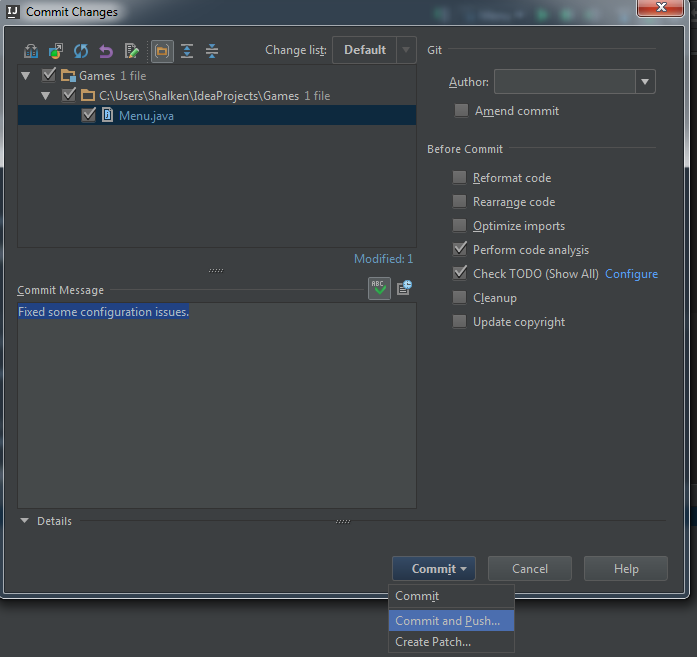 IJ Commit Changes
Change list: Default
Git
Games 1 file
C:\Users\Shalken\IdeaProjects\Games 1 file
Menu.java
Author:
Amend commit
Before Commit
Reformat code
Rearrange code
Optimize imports
Perform code analysis
Check TODO (Show All) Configure
Cleanup
Update copyright
Modified: 1
Commit Message
ABC
Fixed some configuration issues.
Details
Commit
Cancel
Help
Commit
Commit and Push...
Create Patch...